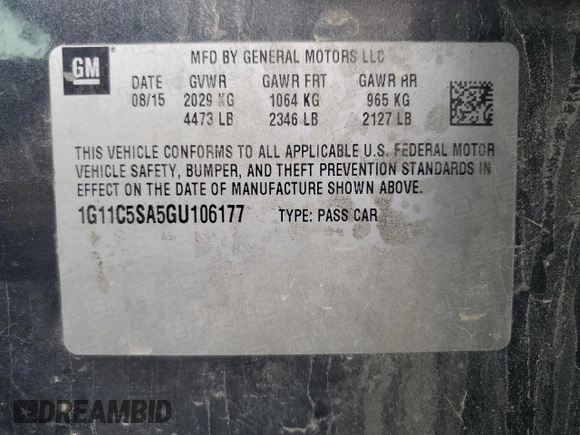 GM
MFD BY GENERAL MOTORS LLC
DATE GVWR GAWR FRT GAWR RR
08/15 2029 KG 1064 KG 965 KG
4473 LB 2346 LB 2127 LB
THIS VEHICLE CONFORMS TO ALL APPLICABLE U.S. FEDERAL MOTOR
VEHICLE SAFETY, BUMPER, AND THEFT PREVENTION STANDARDS IN
EFFECT ON THE DATE OF MANUFACTURE SHOWN ABOVE.
1G11C5SA5GU106177 TYPE: PASS CAR
DREAMBID